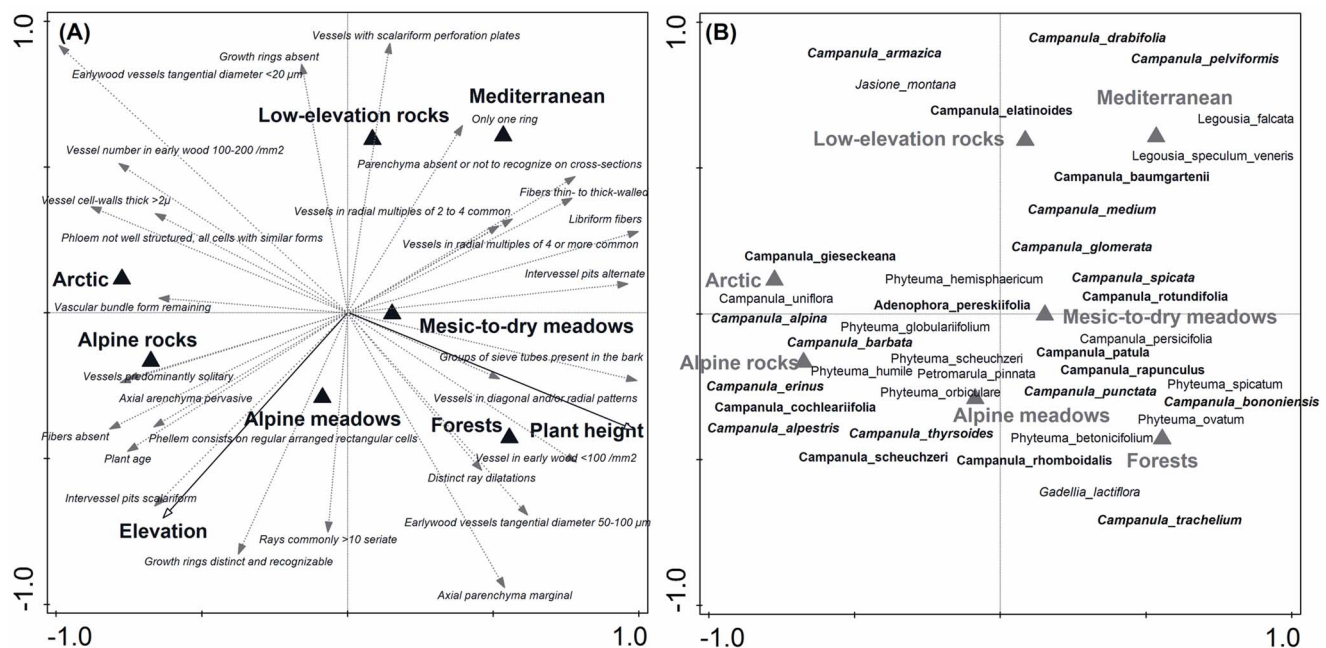 (A)
1.0
Vessels with scalariform perforation plates
Growth rings absent
Earlywood vessels tangential diameter <20 µm
Mediterranean
Low-elevation rocks
Only one ring
Vessel number in early wood 100-200 /mm2
Parenchyma absent or not to recognize on cross-sections
Fibers thin- to thick-walled
Vessel cell-walls thick >2µ
Vessels in radial multiples of 2 to 4 common
Libriform fibers
Phloem not well structured, all cells with similar forms
Vessels in radial multiples of 4 or more common
Arctic
Intervessel pits alternate
Vascular bundle form remaining
Mesic-to-dry meadows
Alpine rocks
Groups of sieve tubes present in the bark
Vessels predominantly solitary
Axial arenchyma pervasive
Vessels in diagonal and/or radial patterns
Alpine meadows
Forests
Plant height
Fibers absent
Phellem consists on regular arranged rectangular cells
Plant age
Vessel in early wood <100 /mm2
Distinct ray dilatations
Intervessel pits scalariform
Elevation
Earlywood vessels tangential diameter 50-100 µm
Rays commonly >10 seriate
Growth rings distinct and recognizable
Axial parenchyma marginal
-1.0
-1.0
1.0
(B)
1.0
Campanula_drabifolia
Campanula_armazica
Campanula_pelviformis
Jasione_montana
Mediterranean
Campanula_elatinoides
Legousia_falcata
Low-elevation rocks
Legousia_speculum_veneris
Campanula_baumgartenii
Campanula_medium
Campanula_glomerata
Campanula_gieseckeana
Arctic
Phyteuma_hemisphaericum
Campanula_spicata
Campanula_uniflora
Adenophora_pereskiifolia
Campanula_rotundifolia
Campanula_alpina
Mesic-to-dry meadows
Phyteuma_globulariifolium
Campanula_barbata
Campanula_persicifolia
Campanula_patula
Alpine rocks
Phyteuma_scheuchzeri
Phyteuma_humile
Petromarula_pinnata
Campanula_rapunculus
Campanula_erinus
Phyteuma_orbiculare
Campanula_punctata
Phyteuma_spicatum
Campanula_bononiensis
Campanula_cochleariifolia
Alpine meadows
Phyteuma_ovatum
Campanula_alpestris
Campanula_thyrsoides
Phyteuma_betonicifolium
Campanula_scheuchzeri
Campanula_rhomboidalis
Forests
Gadellia_lactiflora
Campanula_trachelium
-1.0
-1.0
1.0